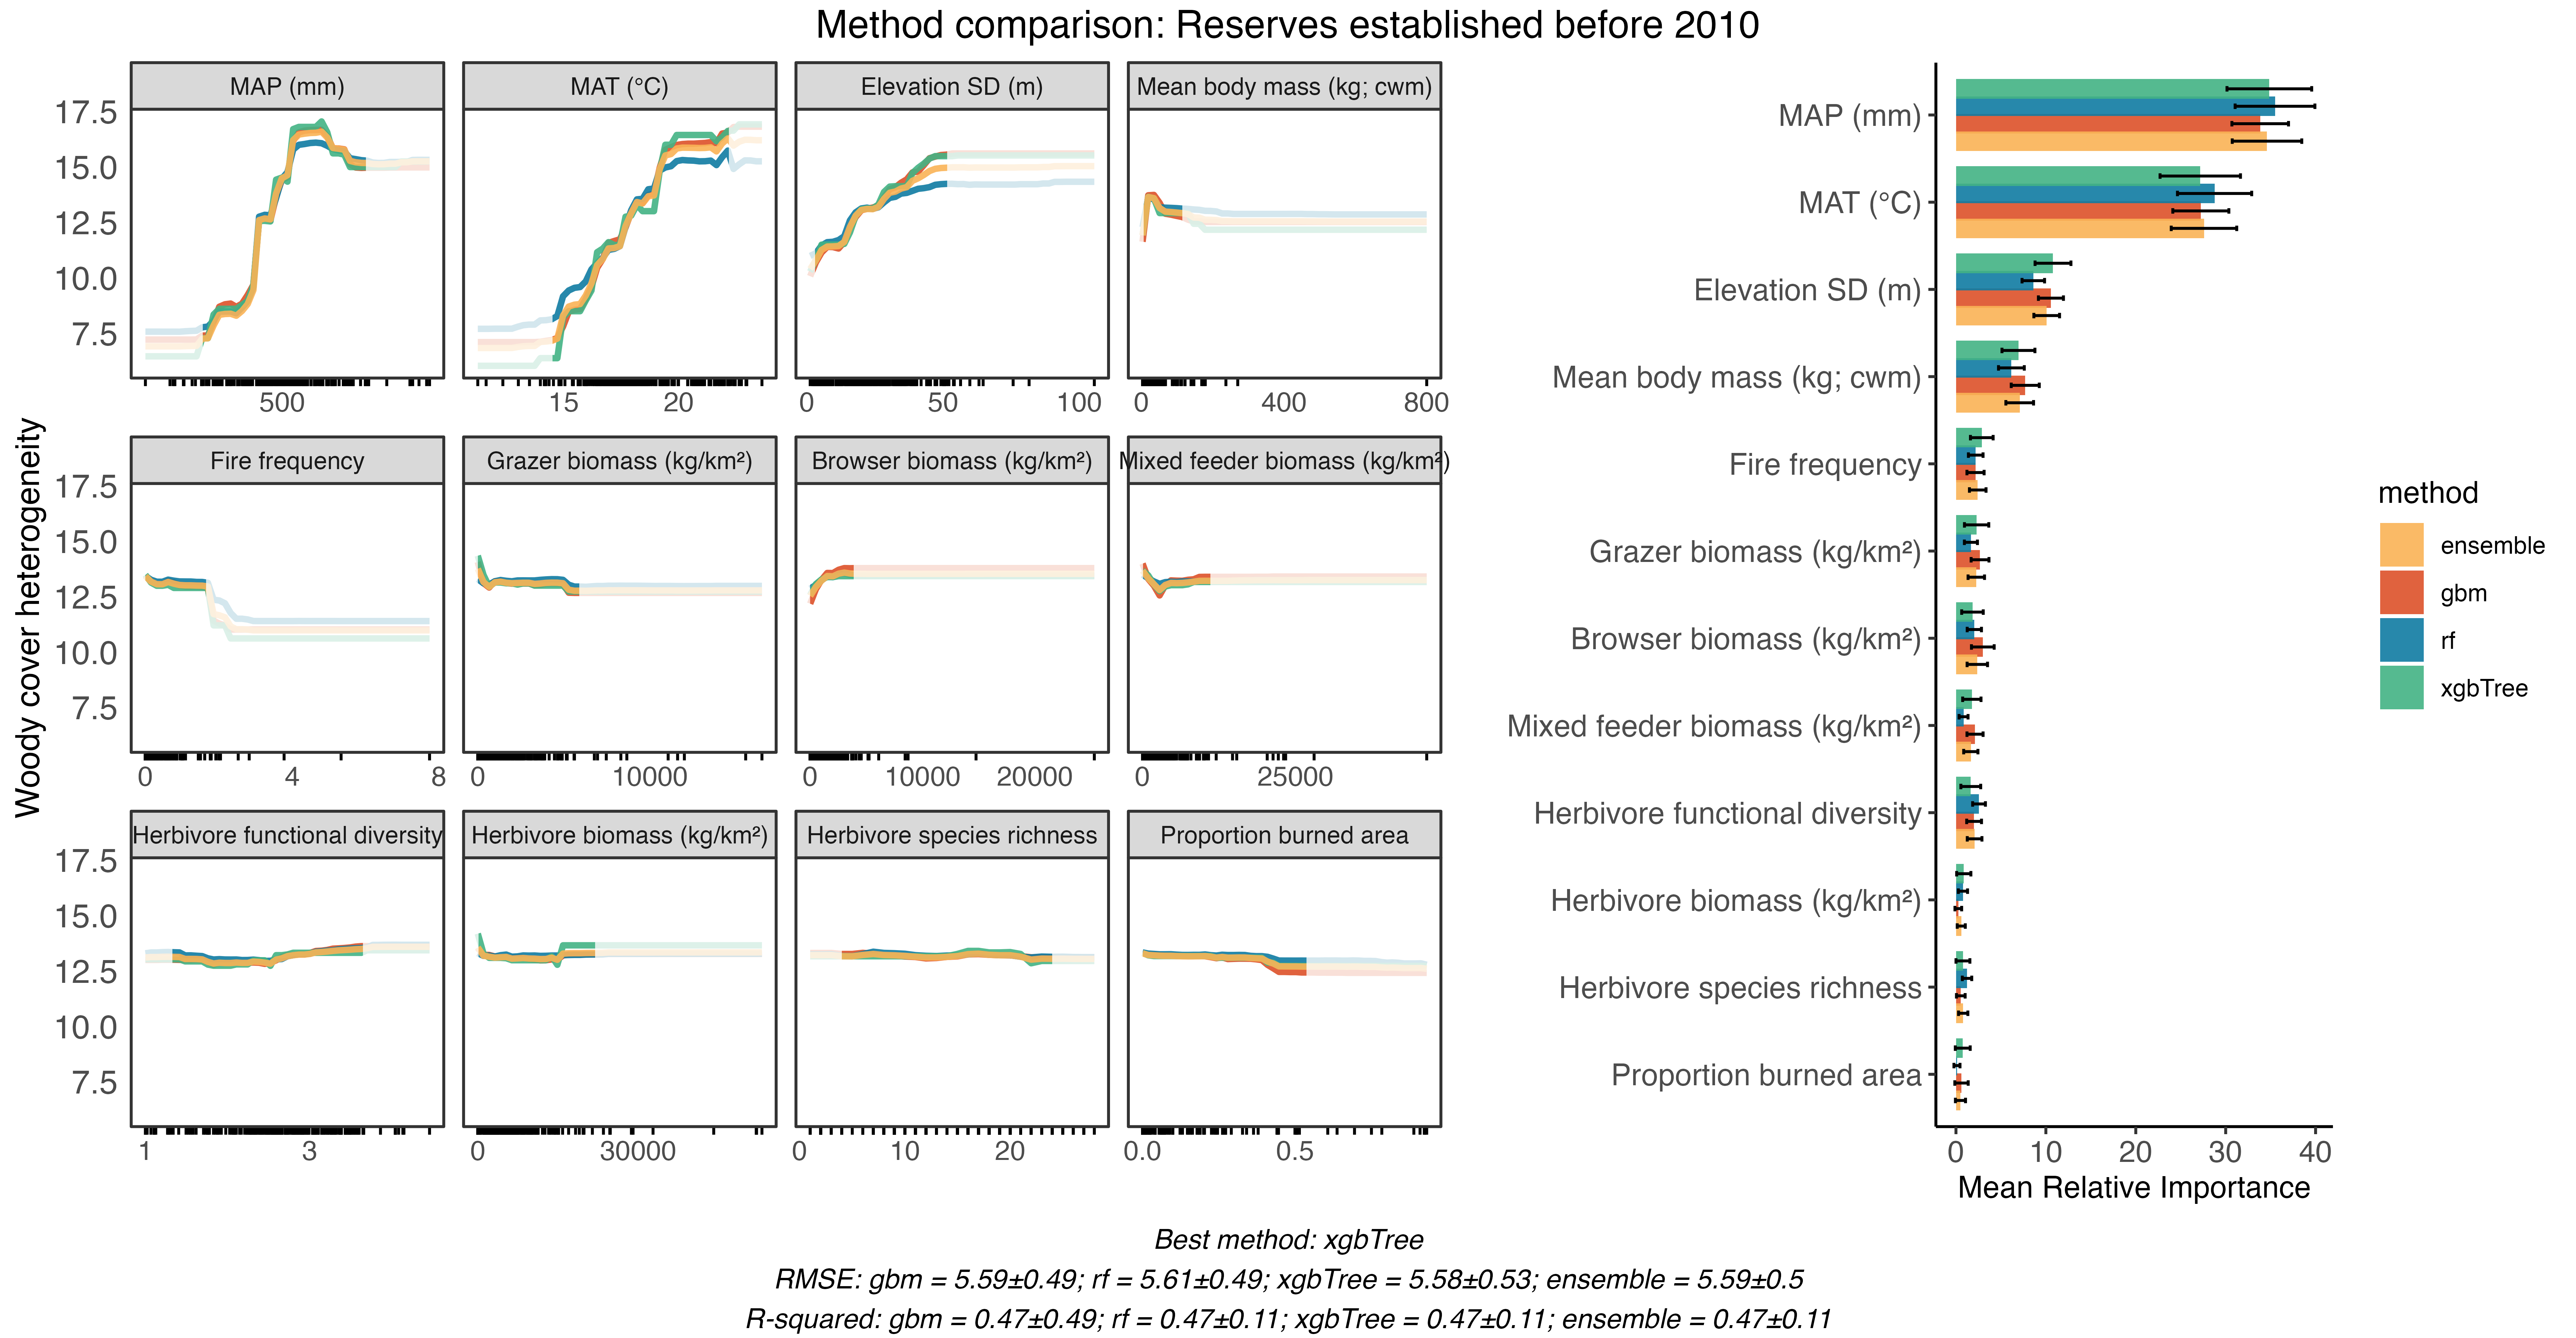 Method comparison: Reserves established before 2010
Woody cover heterogeneity
MAP (mm)
MAT (°C)
Elevation SD (m)
Mean body mass (kg; cwm)
17.5
15.0
12.5
10.0
7.5
500
15 20
0 50 100
0 400 800
Fire frequency
Grazer biomass (kg/km²)
Browser biomass (kg/km²)
Mixed feeder biomass (kg/km²)
17.5
15.0
12.5
10.0
7.5
0 4 8
0 10000
0 10000 20000
0 25000
Herbivore functional diversity
Herbivore biomass (kg/km²)
Herbivore species richness
Proportion burned area
17.5
15.0
12.5
10.0
7.5
1 3
0 30000
0 10 20
0.0 0.5
MAP (mm)
MAT (°C)
Elevation SD (m)
Mean body mass (kg; cwm)
Fire frequency
Grazer biomass (kg/km²)
Browser biomass (kg/km²)
Mixed feeder biomass (kg/km²)
Herbivore functional diversity
Herbivore biomass (kg/km²)
Herbivore species richness
Proportion burned area
0 10 20 30 40
Mean Relative Importance
method
ensemble
gbm
rf
xgbTree
Best method: xgbTree
RMSE: gbm = 5.59±0.49; rf = 5.61±0.49; xgbTree = 5.58±0.53; ensemble = 5.59±0.5
R-squared: gbm = 0.47±0.49; rf = 0.47±0.11; xgbTree = 0.47±0.11; ensemble = 0.47±0.11